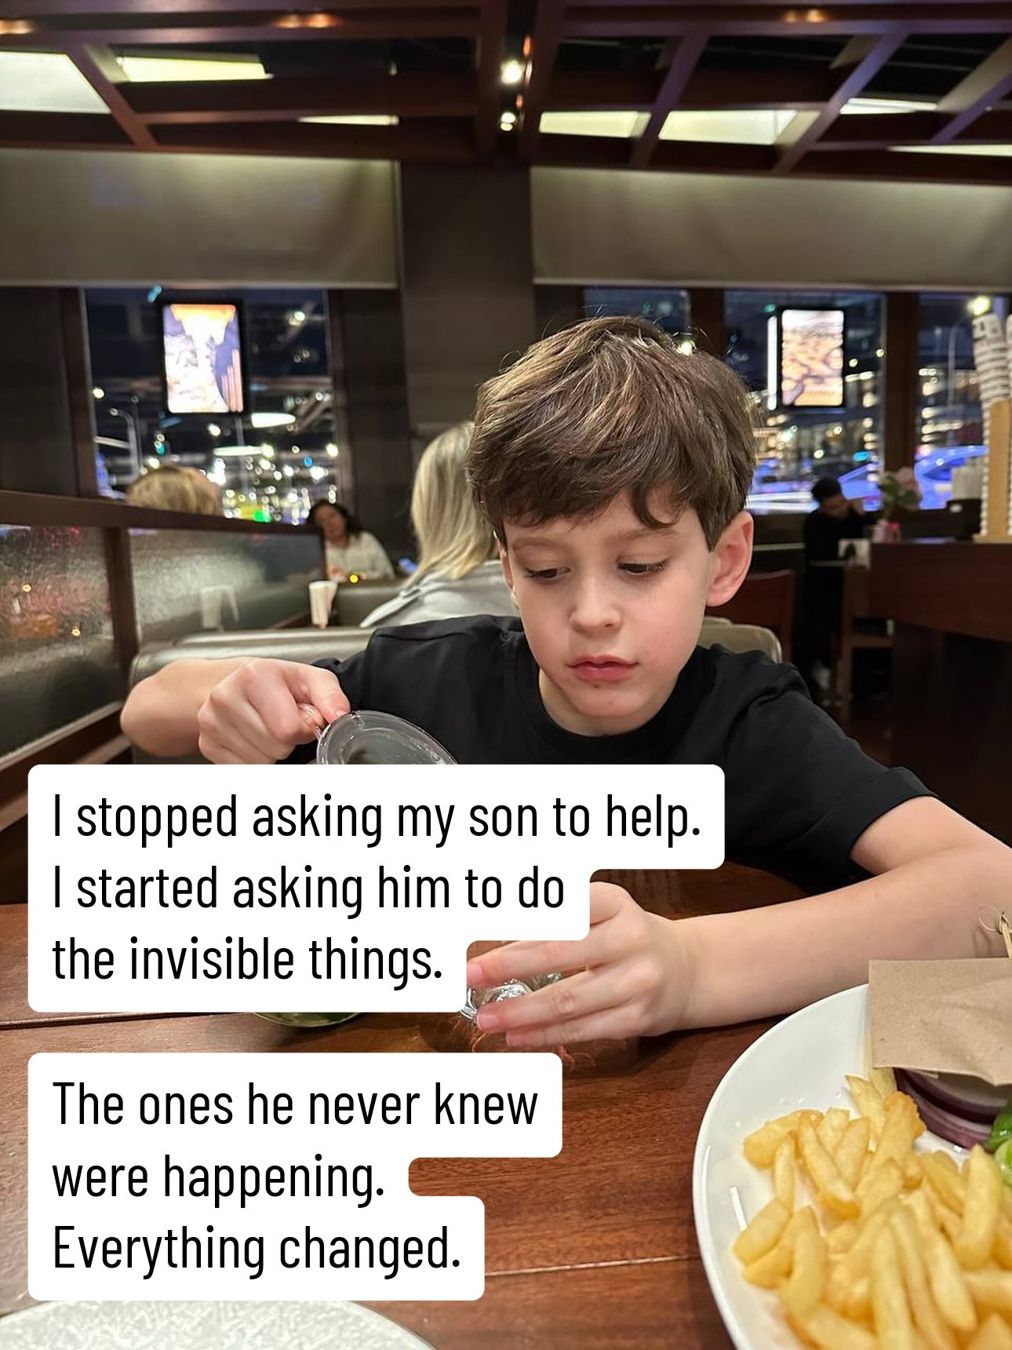 I stopped asking my son to help.
I started asking him to do
the invisible things.
The ones he never knew
were happening.
Everything changed.